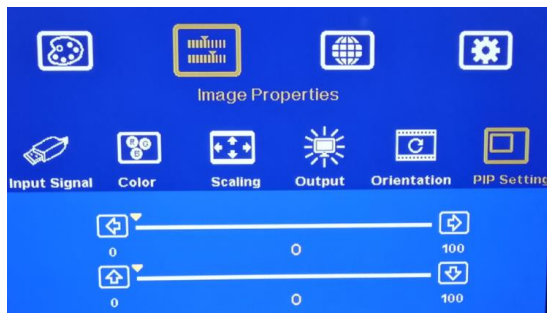 Image Properties
Input Signal Color Scaling Output Orientation PIP Setting
0 0 100
0 0 100